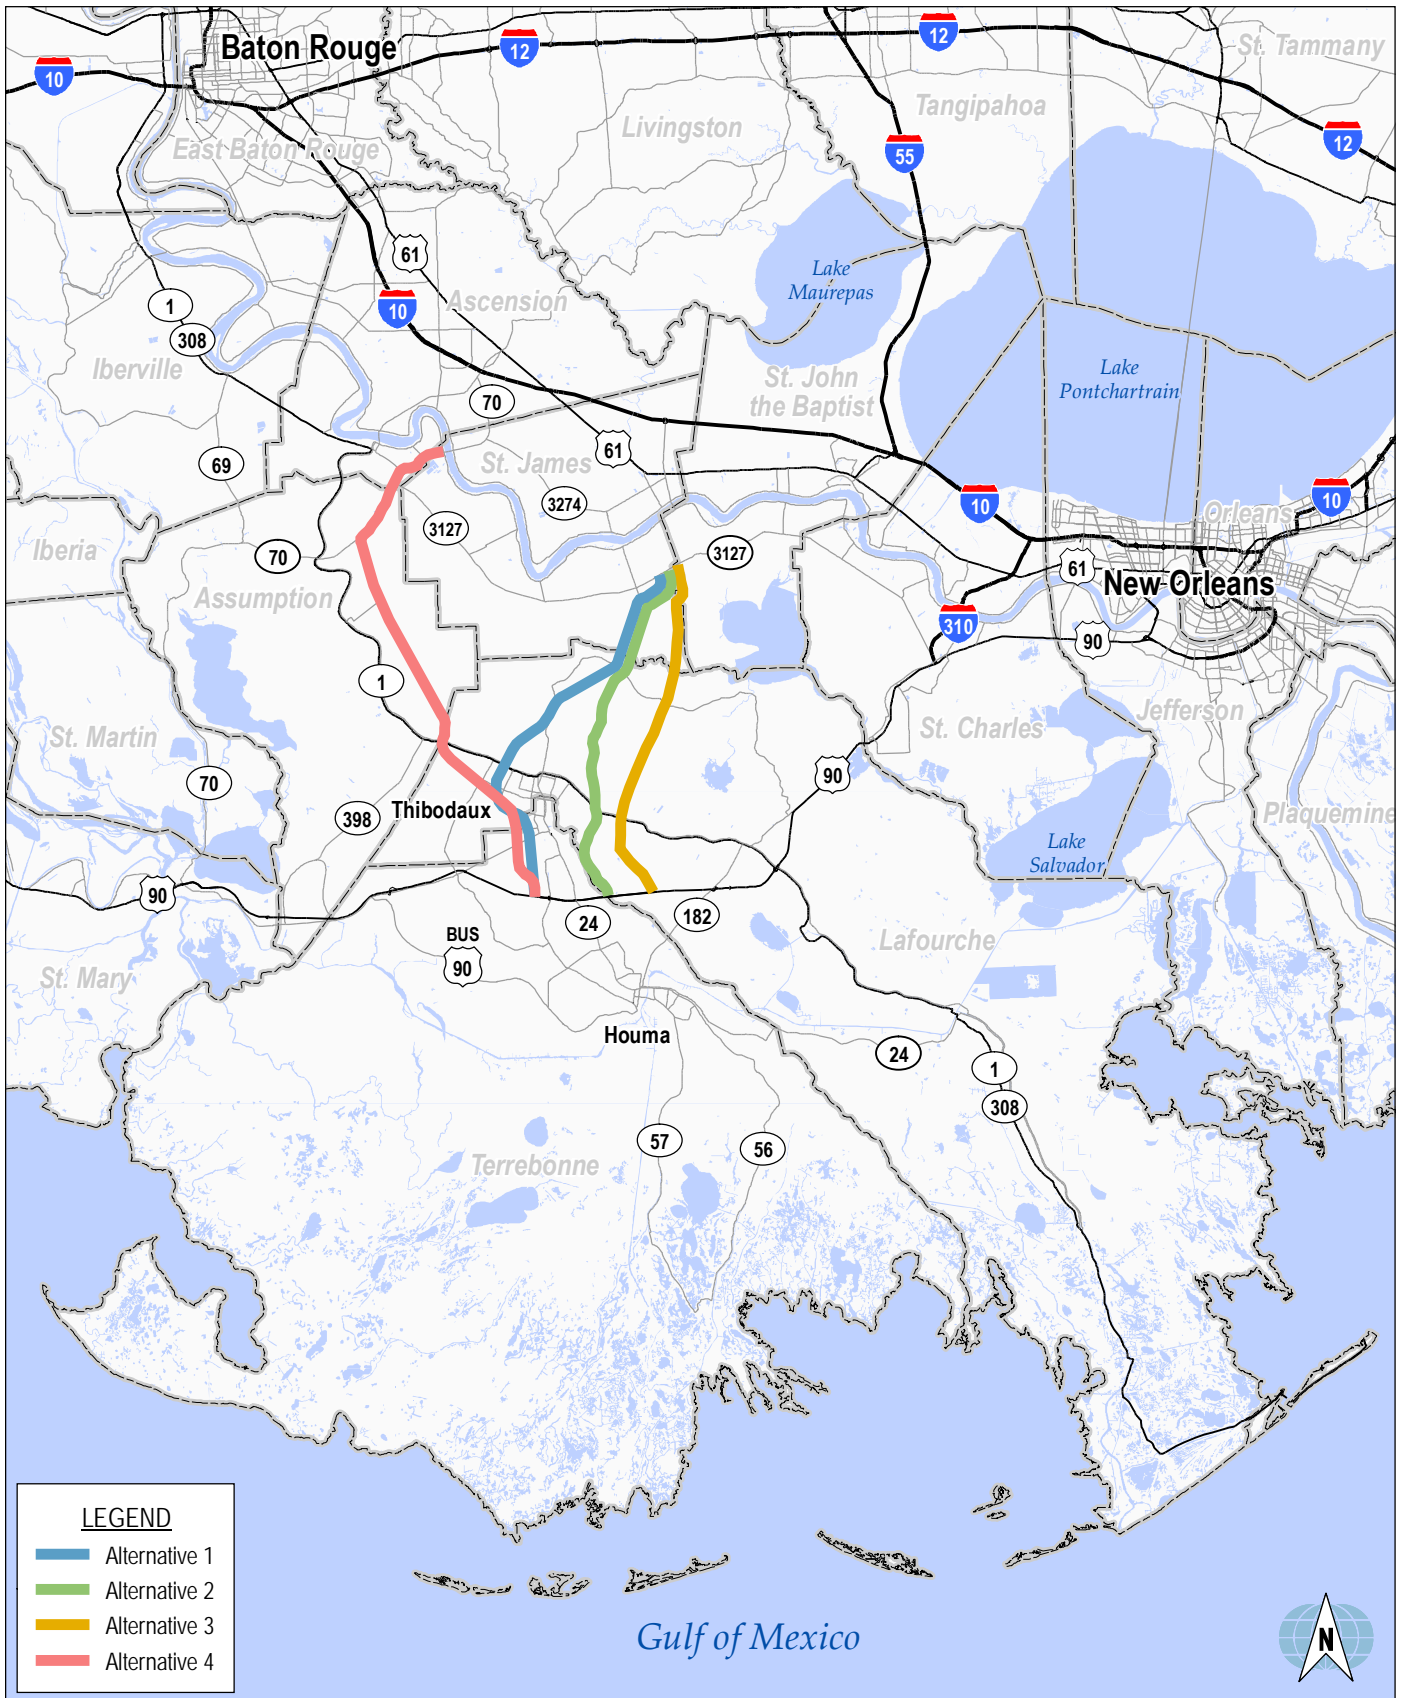 Baton Rouge
12
12
St. Tammany
10
Tangipahoa
Livingston
12
55
East Baton Rouge
61
Lake
Maurepas
10
Ascension
1
308
Iberville
St. John
the Baptist
Lake
Pontchartrain
70
61
69
St. James
3274
10
10
Orleans
3127
3127
Iberia
70
61
New Orleans
Assumption
310
90
1
St. Charles
Jefferson
St. Martin
70
90
398
Thibodaux
Plaquemine
Lake
Salvador
90
24
182
BUS
90
Lafourche
St. Mary
Houma
24
1
308
57
56
Terrebonne
LEGEND
Alternative 1
Alternative 2
Alternative 3
Alternative 4
Gulf of Mexico
N